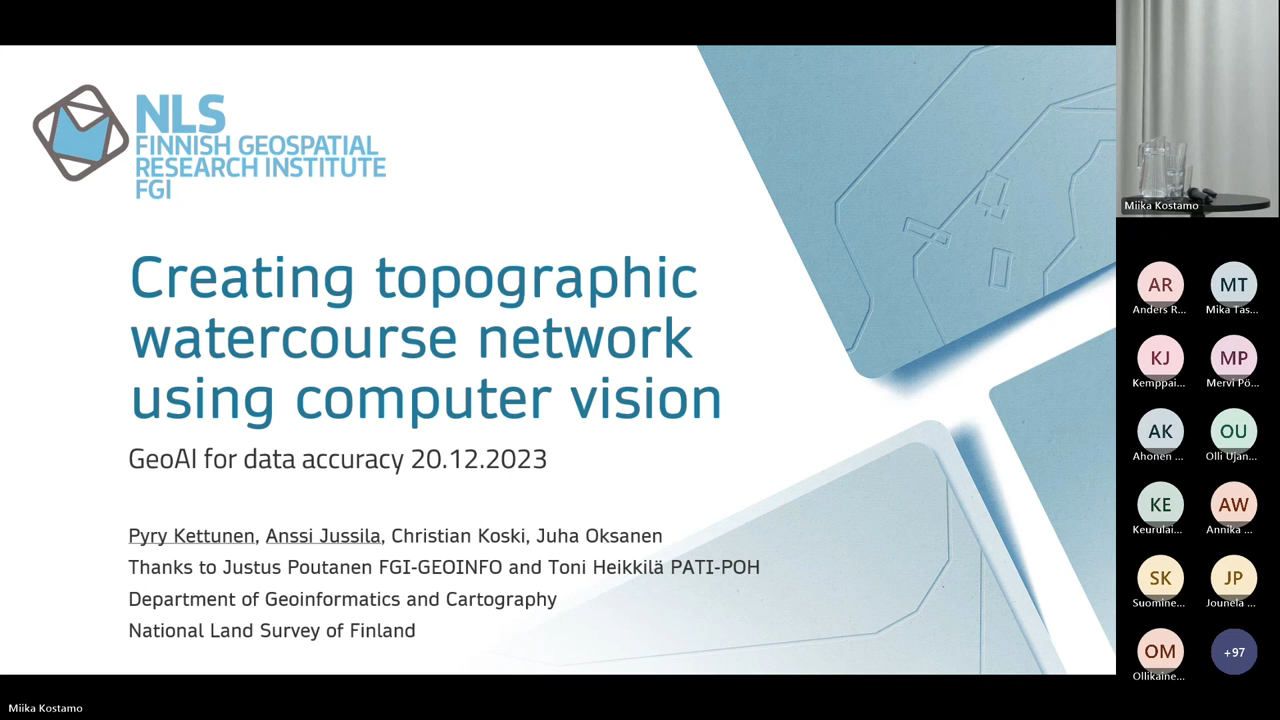 NLS
FINNISH GEOSPATIAL
RESEARCH INSTITUTE
FGI
Creating topographic
watercourse network
using computer vision
GeoAI for data accuracy 20.12.2023
Pyry Kettunen, Anssi Jussila, Christian Koski, Juha Oksanen
Thanks to Justus Poutanen FGI-GEOINFO and Toni Heikkilä PATI-POH
Department of Geoinformatics and Cartography
National Land Survey of Finland
Miika Kostamo
AR MT
Anders R... Mika Tas...
KJ MP
Kemppai... Mervi Pö...
AK OU
Ahonen ... Olli Ujan...
KE AW
Keurulai... Annika ...
SK JP
Suomine... Jounela ...
OM +97
Ollikaine...
Miika Kostamo